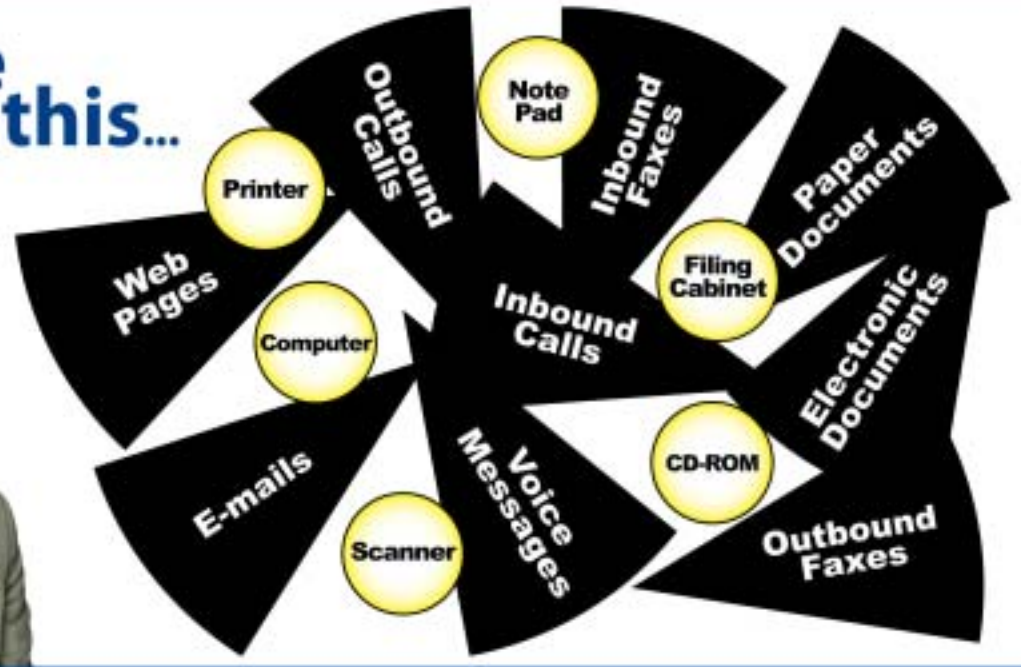 this...
Outbound
Calls
Note
Pad
Inbound
Faxes
Paper
Documents
Printer
Web
Pages
Filing
Cabinet
Inbound
Calls
Electronic
Documents
Computer
E-mails
Voice
Messages
CD-ROM
Scanner
Outbound
Faxes